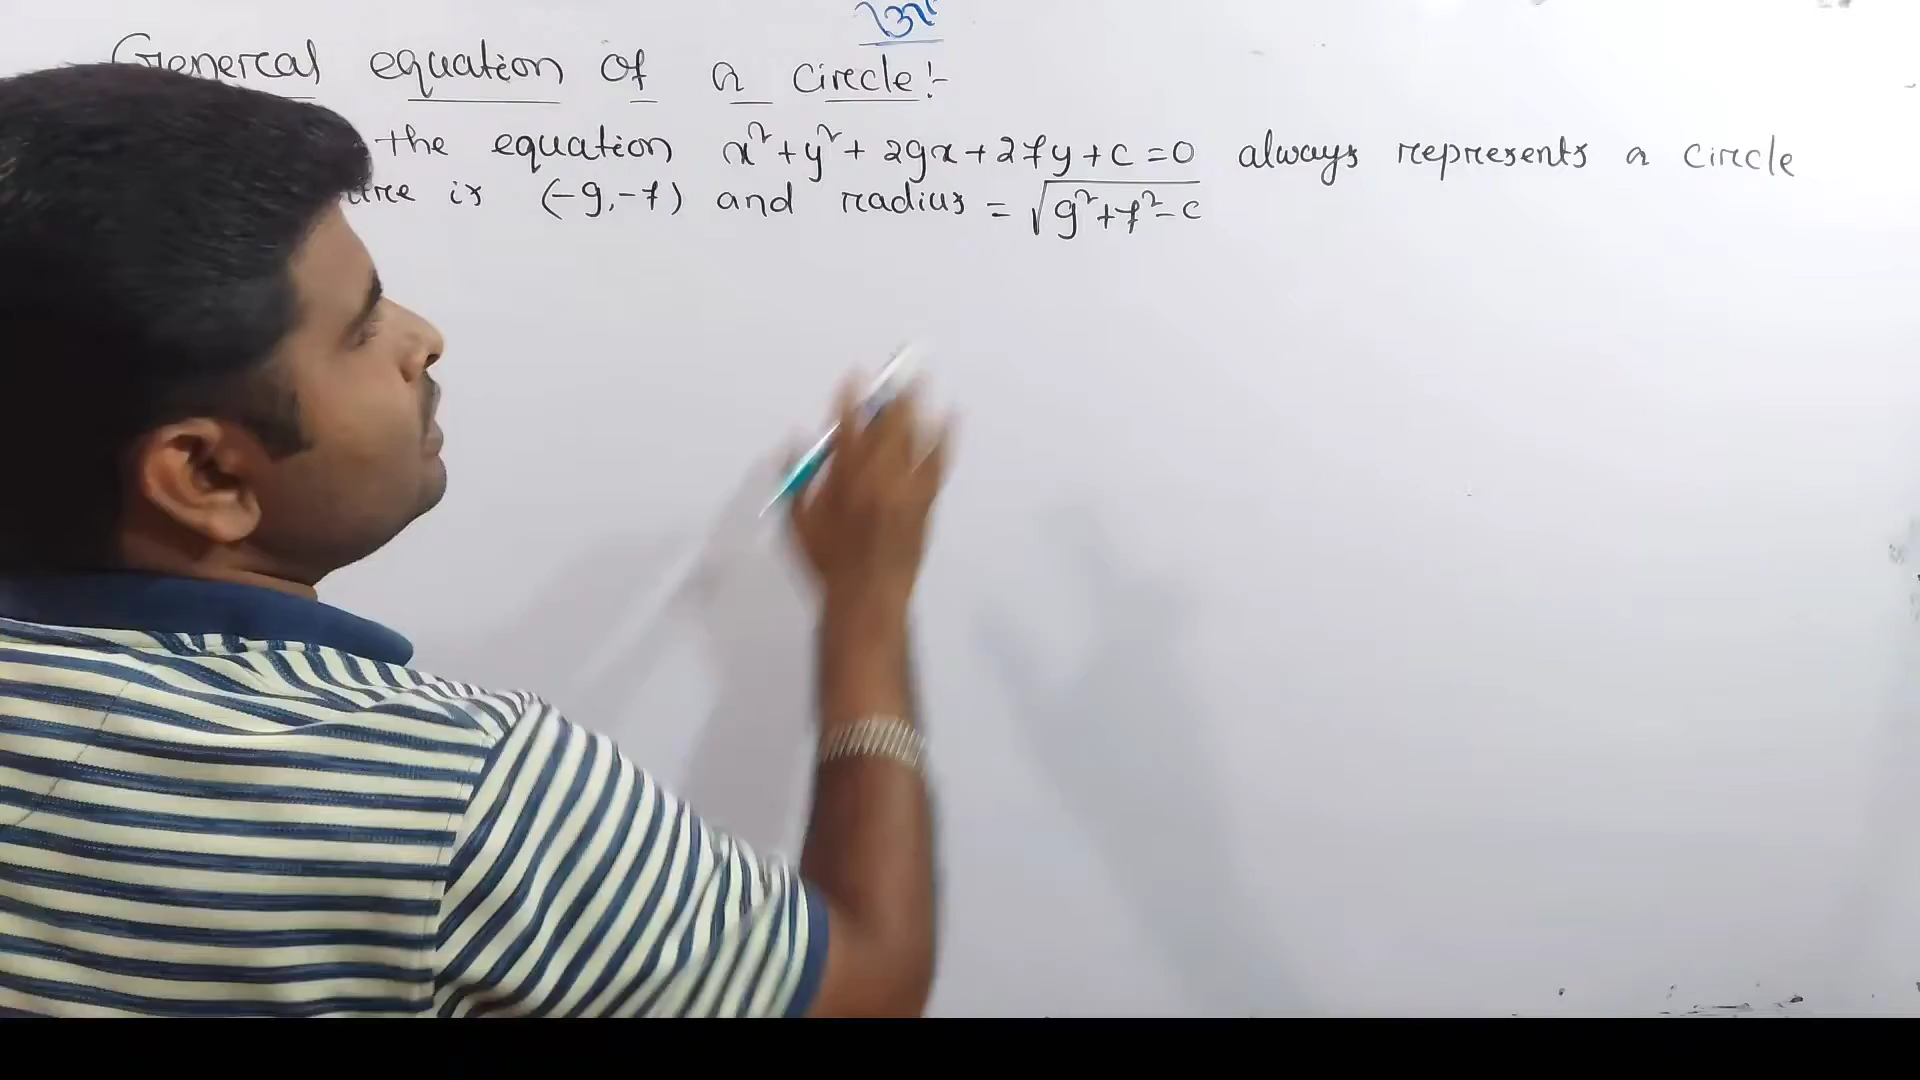 General equation of a circle:-
the equation x²+y²+2gx+2fy+c=0 always represents a circle
is (-g,-f) and radius = √g²+f²-c